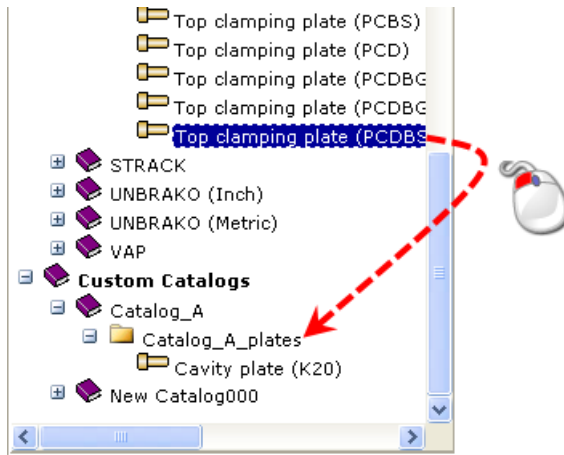 Top clamping plate (PCBS)
Top clamping plate (PCD)
Top clamping plate (PCDBG
Top clamping plate (PCDBG
Top clamping plate (PCDBS
STRACK
UNBRAKO (Inch)
UNBRAKO (Metric)
VAP
Custom Catalogs
Catalog_A
Catalog_A_plates
Cavity plate (K20)
New Catalog000